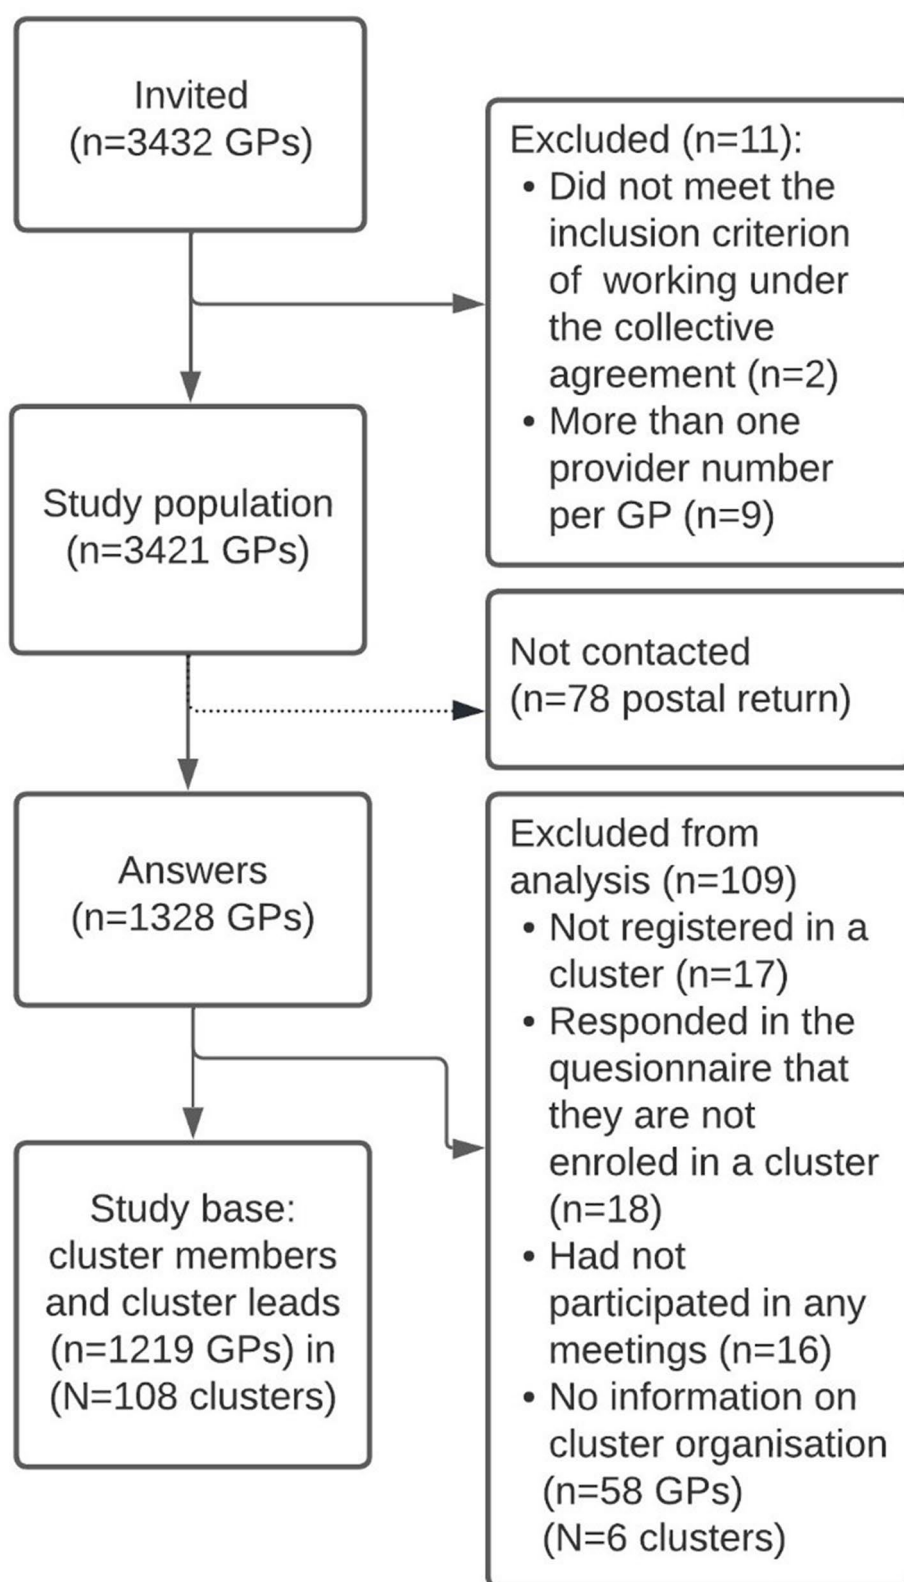 Invited
(n=3432 GPs)
Excluded (n=11):
• Did not meet the
inclusion criterion
of  working under
the collective
agreement (n=2)
• More than one
provider number
per GP (n=9)
Study population
(n=3421 GPs)
Not contacted
(n=78 postal return)
Answers
(n=1328 GPs)
Excluded from
analysis (n=109)
• Not registered in a
cluster (n=17)
• Responded in the
quesionnaire that
they are not
enroled in a cluster
(n=18)
• Had not
participated in any
meetings (n=16)
• No information on
cluster organisation
(n=58 GPs)
(N=6 clusters)
Study base:
cluster members
and cluster leads
(n=1219 GPs) in
(N=108 clusters)